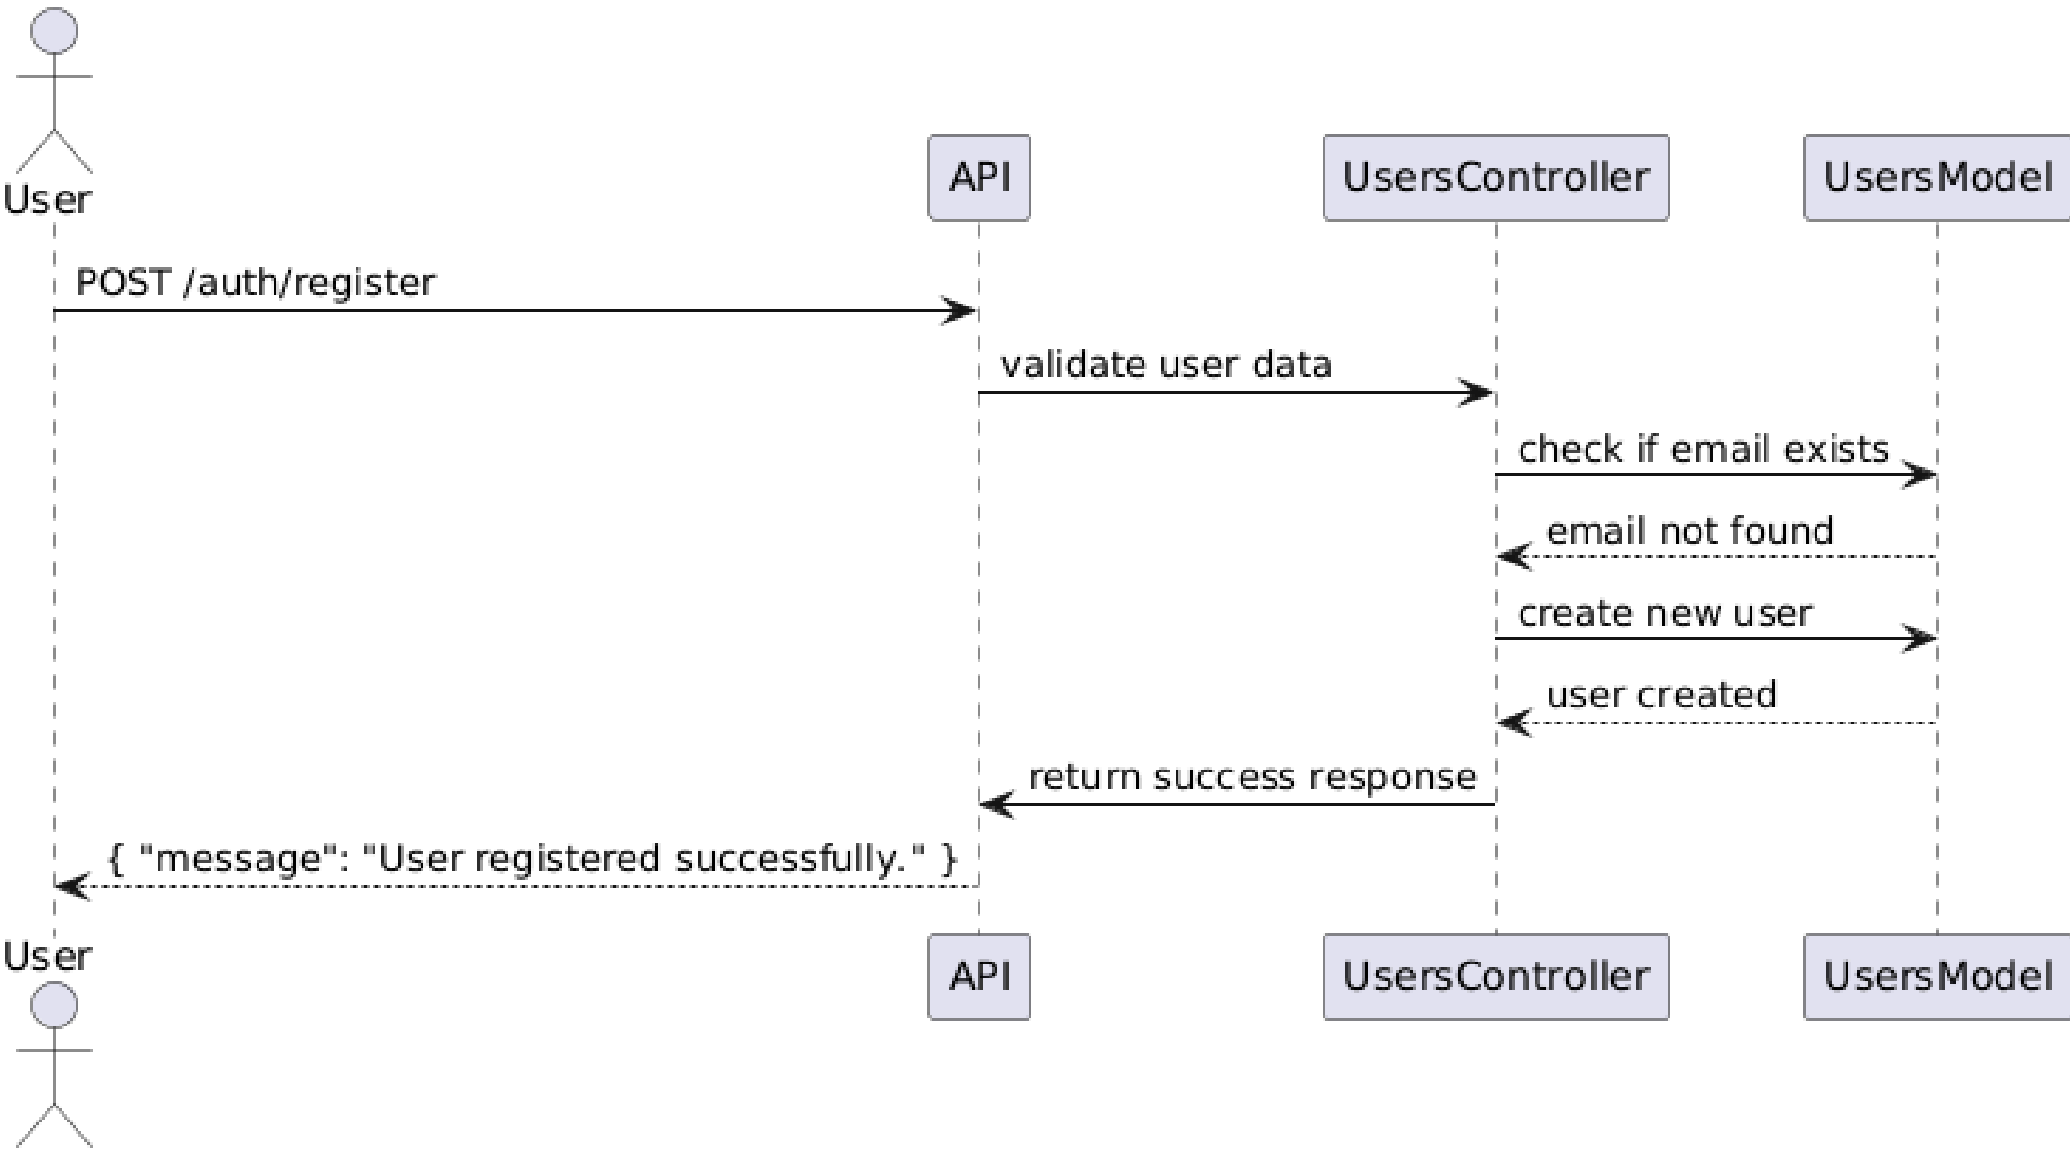 User
API
UsersController
UsersModel
POST /auth/register
validate user data
check if email exists
email not found
create new user
user created
return success response
{ "message": "User registered successfully." }
User
API
UsersController
UsersModel